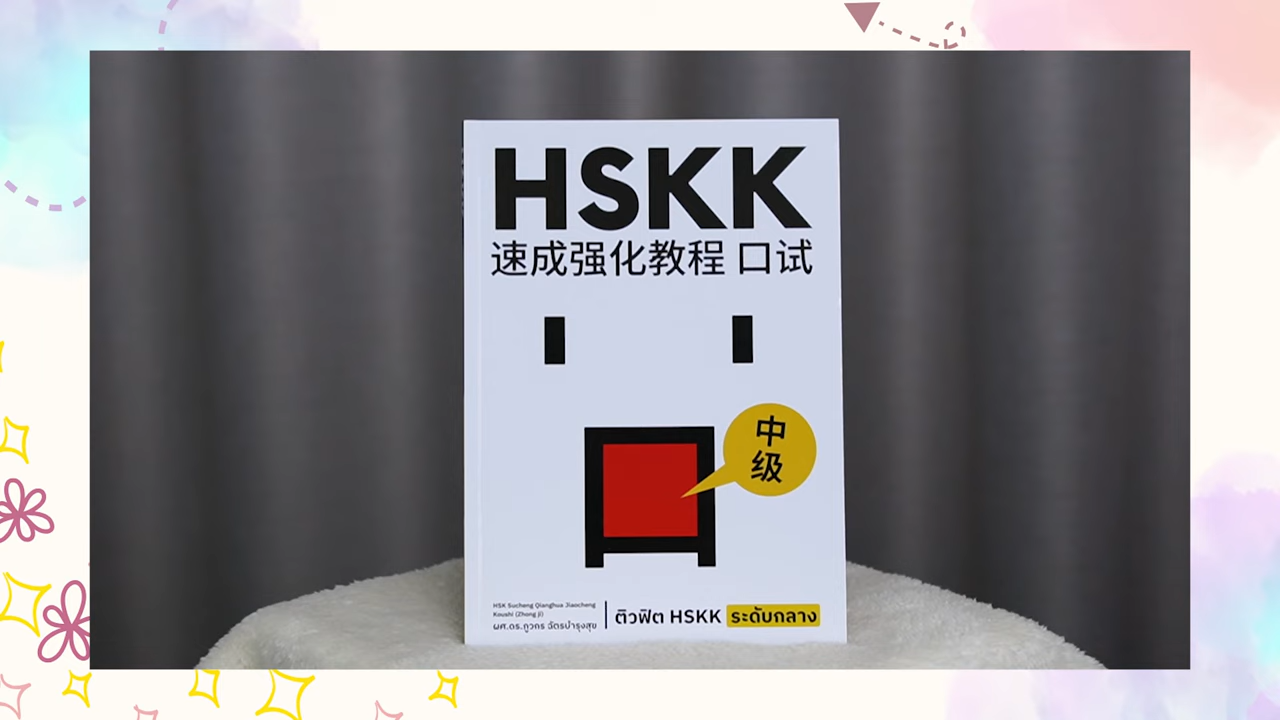 HSKK
速成强化教程 口试
中
级
HSK Sucheng Qianghua Jiaocheng
Koushi (Zhong ji)
ผศ.ดร.ภูวกร ฉัตรบำรุงสุข
ติวฟิต HSKK ระดับกลาง